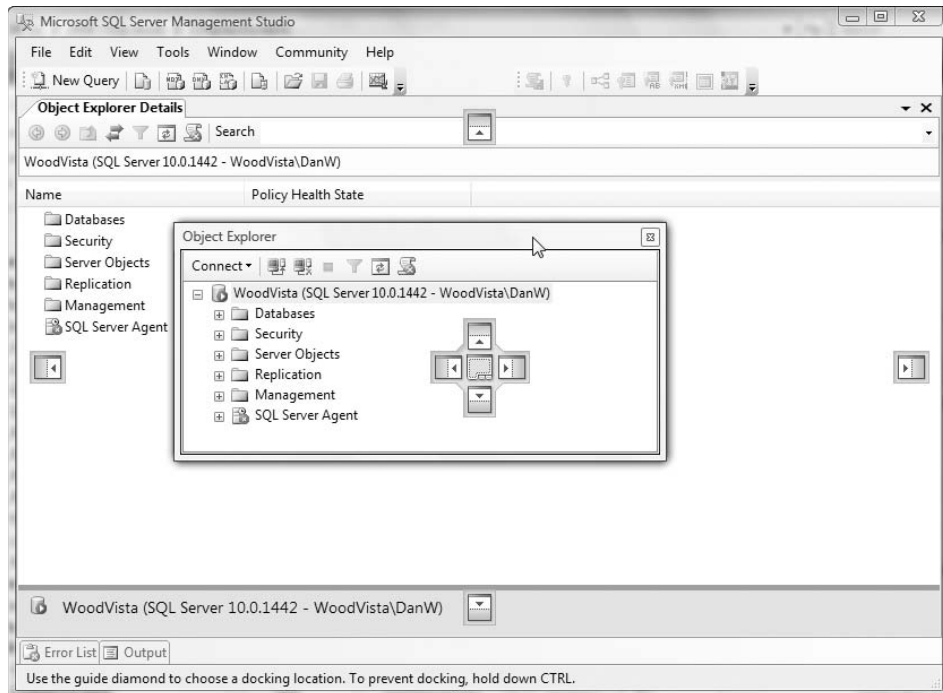 Microsoft SQL Server Management Studio
File Edit View Tools Window Community Help
New Query
Object Explorer Details
Search
WoodVista (SQL Server 10.0.1442 - WoodVista\DanW)
Name Policy Health State
Databases
Security
Server Objects
Replication
Management
SQL Server Agent
Object Explorer
Connect
WoodVista (SQL Server 10.0.1442 - WoodVista\DanW)
Databases
Security
Server Objects
Replication
Management
SQL Server Agent
WoodVista (SQL Server 10.0.1442 - WoodVista\DanW)
Error List Output
Use the guide diamond to choose a docking location. To prevent docking, hold down CTRL.